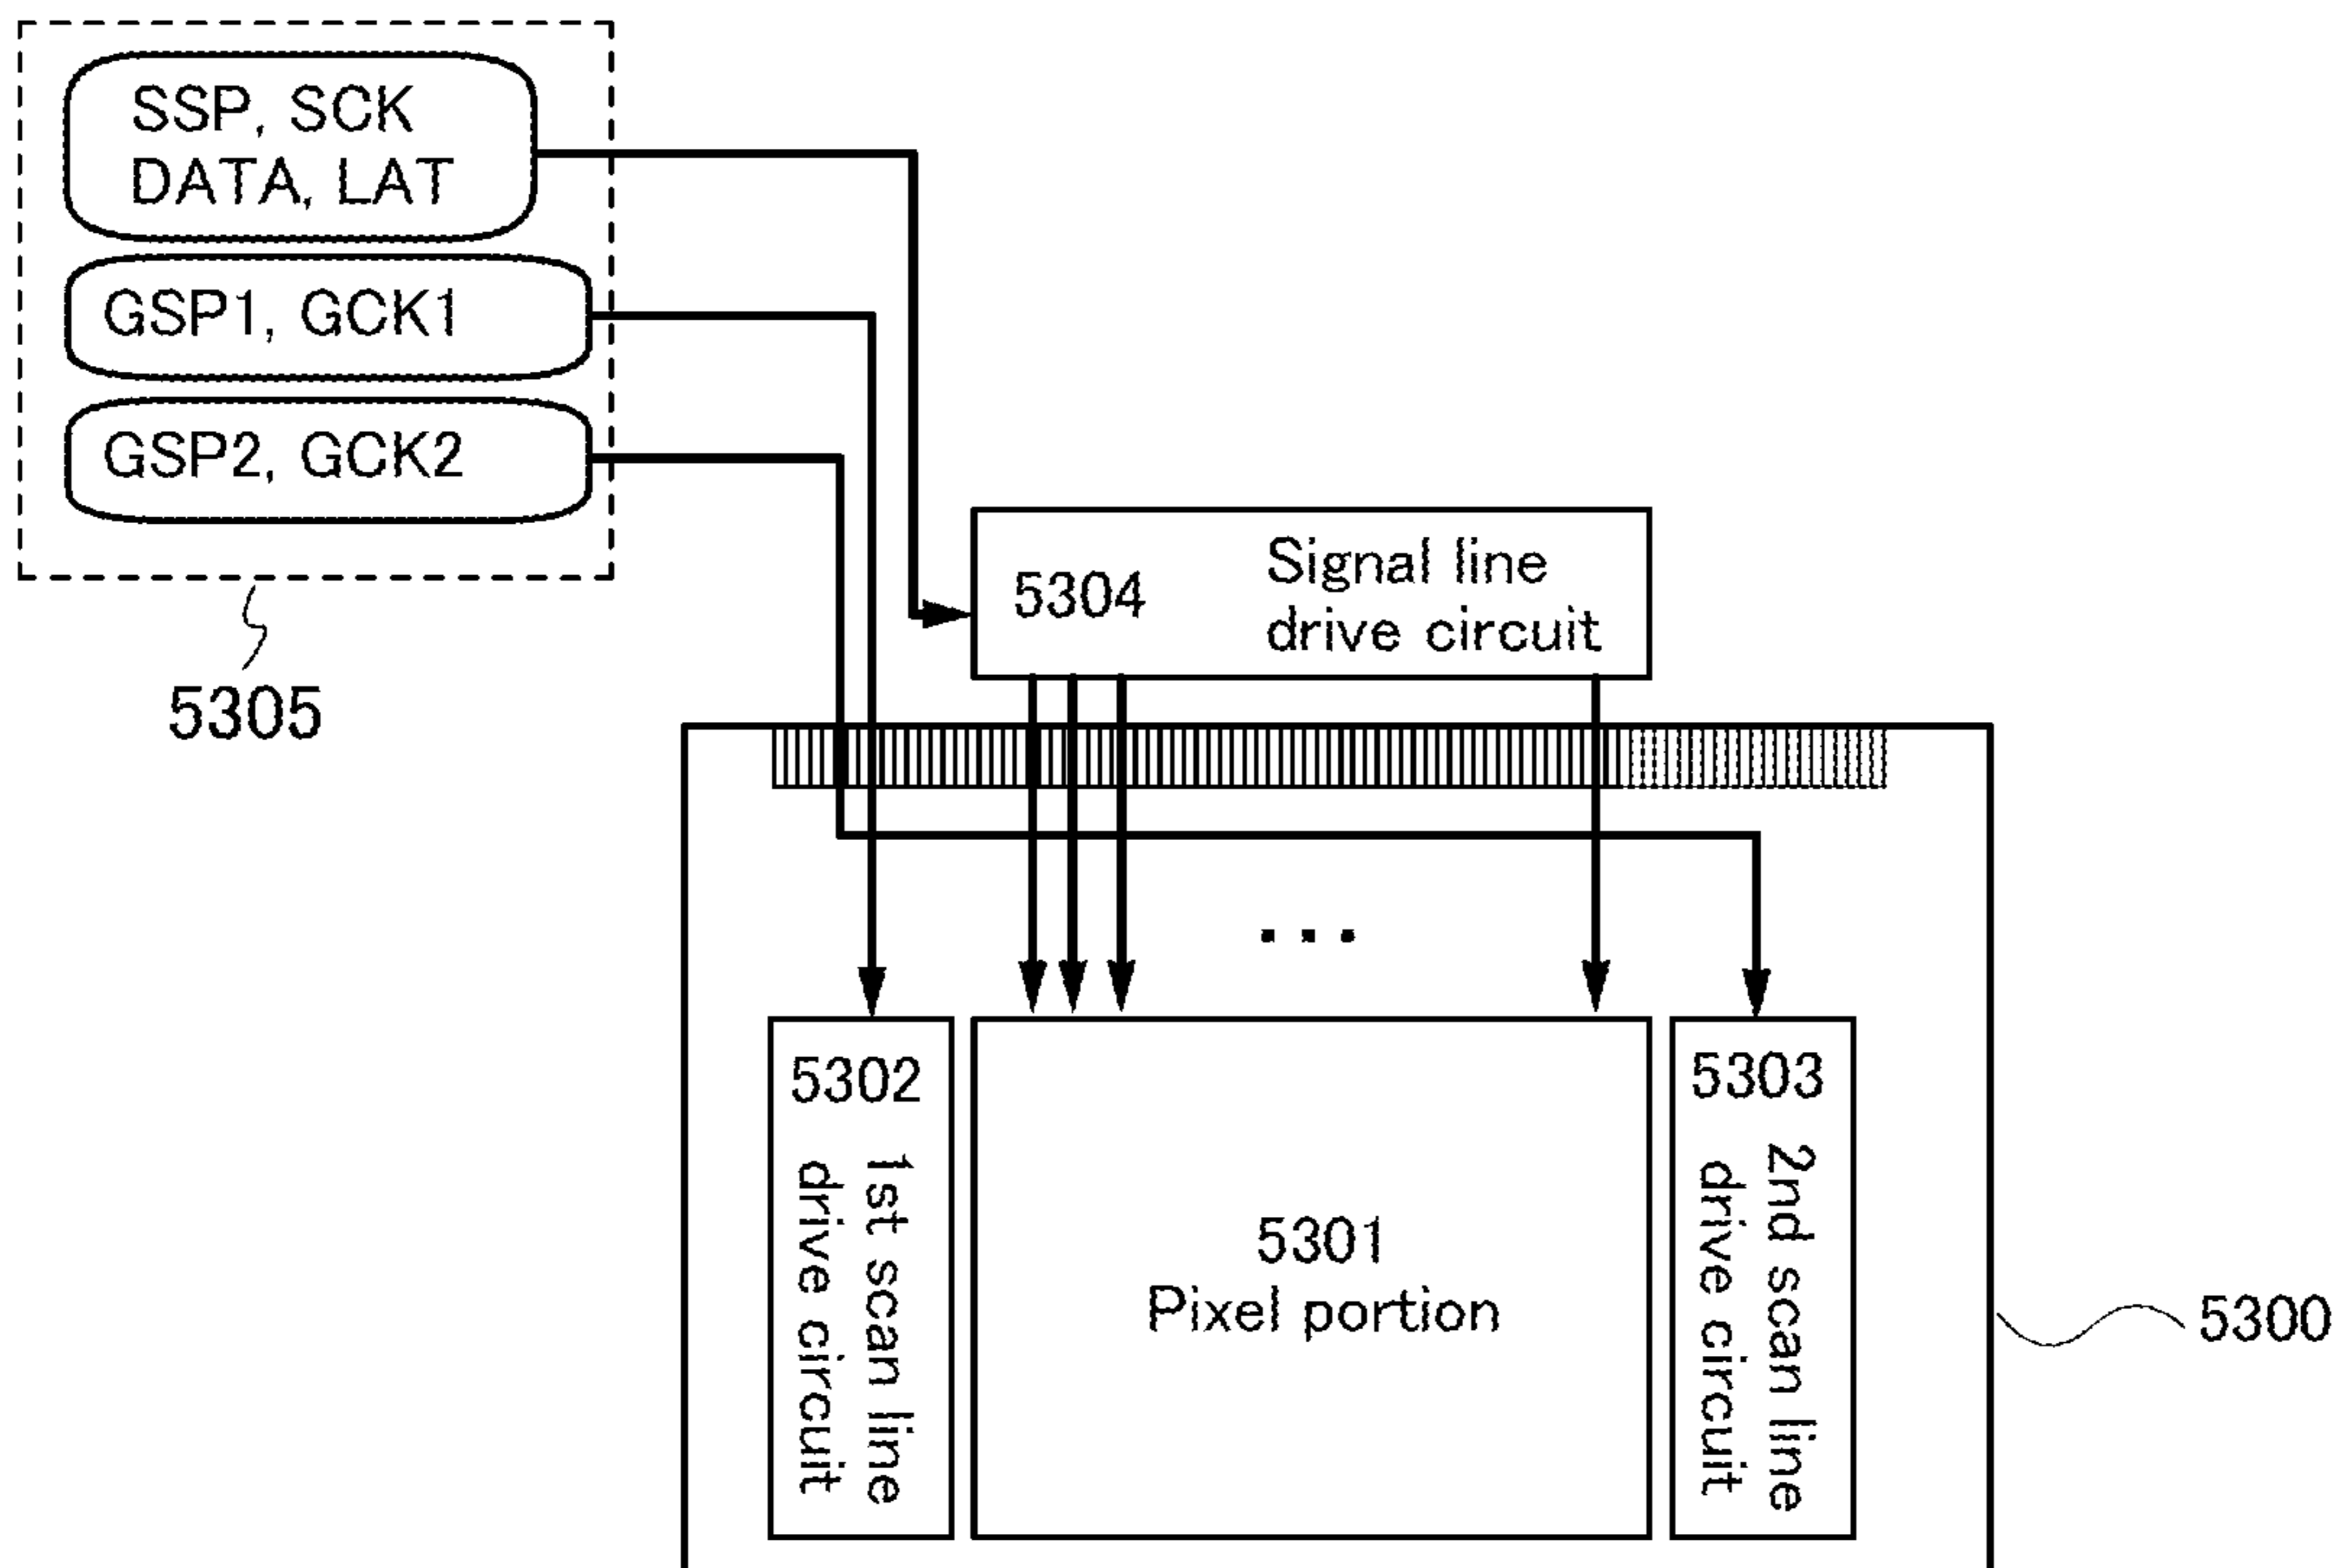 SSP, SCK
DATA, LAT
GSP1, GCK1
GSP2, GCK2
5305
5304
Signal line
drive circuit
...
5302
1st scan line
drive circuit
5301
Pixel portion
5303
2nd scan line
drive circuit
5300